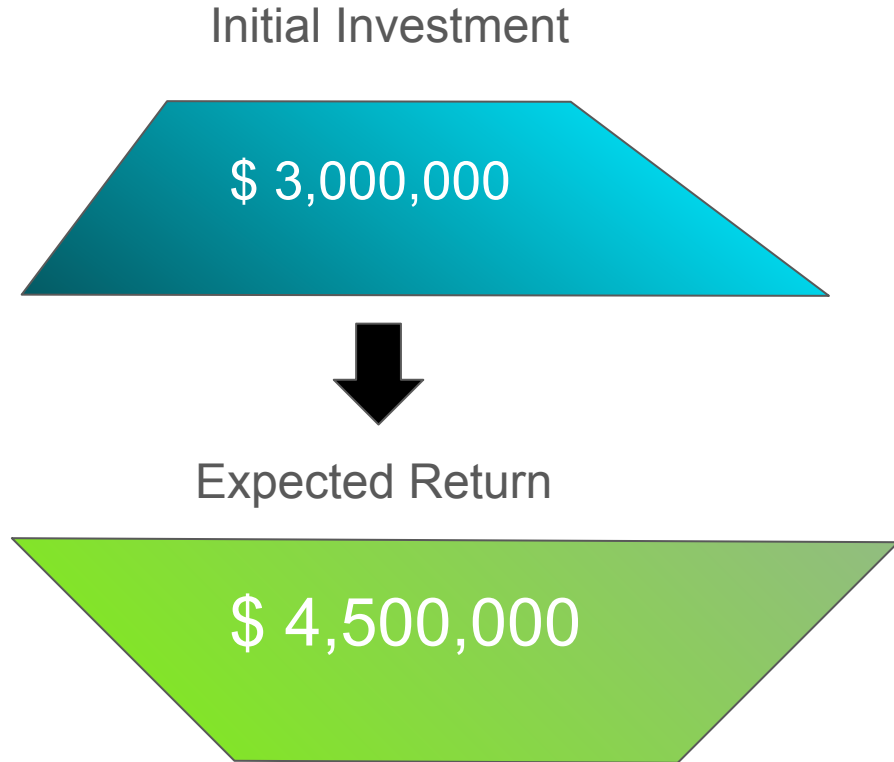 Initial Investment
$ 3,000,000
Expected Return
$ 4,500,000